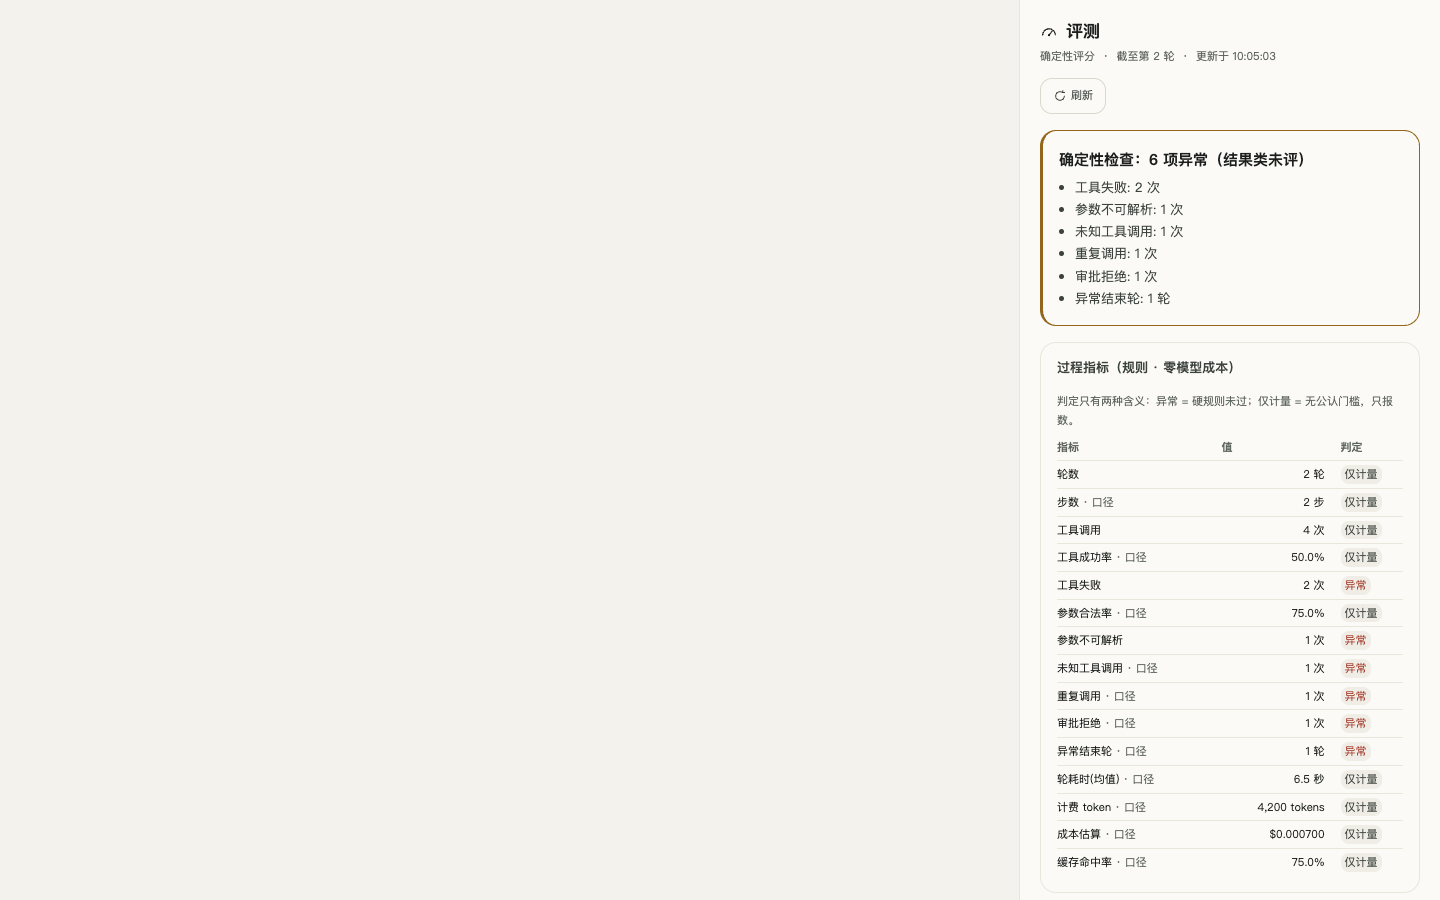 评测
确定性评分 · 截至第 2 轮 · 更新于 10:05:03
刷新
确定性检查：6 项异常（结果类未评）
• 工具失败: 2 次
• 参数不可解析: 1 次
• 未知工具调用: 1 次
• 重复调用: 1 次
• 审批拒绝: 1 次
• 异常结束轮: 1 轮
过程指标（规则 · 零模型成本）
判定只有两种含义：异常 = 硬规则未过；仅计量 = 无公认门槛，只报
数。
指标 值 判定
轮数 2 轮 仅计量
步数 · 口径 2 步 仅计量
工具调用 4 次 仅计量
工具成功率 · 口径 50.0% 仅计量
工具失败 2 次 异常
参数合法率 · 口径 75.0% 仅计量
参数不可解析 1 次 异常
未知工具调用 · 口径 1 次 异常
重复调用 · 口径 1 次 异常
审批拒绝 · 口径 1 次 异常
异常结束轮 · 口径 1 轮 异常
轮耗时(均值) · 口径 6.5 秒 仅计量
计费 token · 口径 4,200 tokens 仅计量
成本估算 · 口径 $0.000700 仅计量
缓存命中率 · 口径 75.0% 仅计量